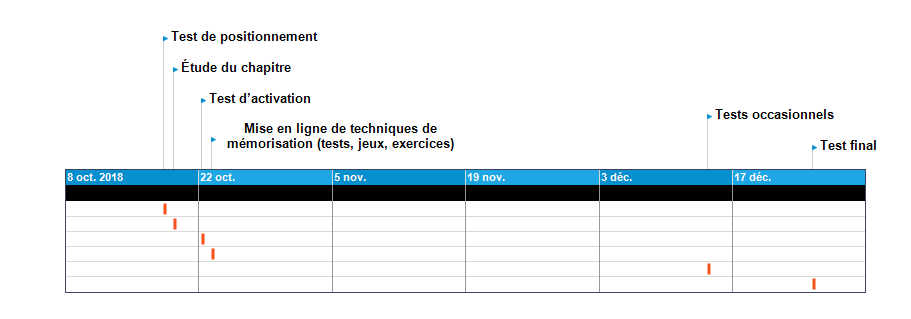 Test de positionnement
Étude du chapitre
Test d’activation
Mise en ligne de techniques de
mémorisation (tests, jeux, exercices)
Tests occasionnels
Test final
8 oct. 2018 22 oct. 5 nov. 19 nov. 3 déc. 17 déc.